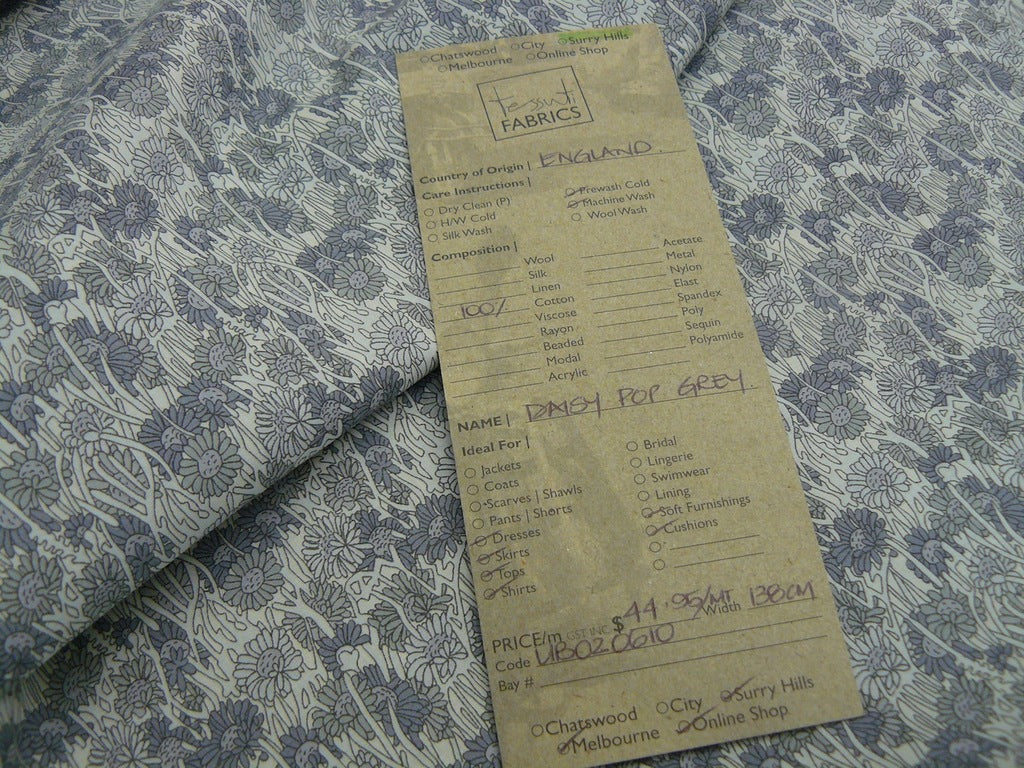 Chatswood City Surry Hills
Melbourne Online Shop
tessuti
FABRICS
Country of Origin | ENGLAND.
Care Instructions |
Dry Clean (P) Prewash Cold
H/W Cold Machine Wash
Silk Wash Wool Wash
Composition |
Wool Acetate
Silk Metal
Linen Nylon
100% Cotton Elast
Viscose Spandex
Rayon Poly
Beaded Sequin
Modal Polyamide
Acrylic
NAME | DAISY POP GREY
Ideal For |
Jackets Bridal
Coats Lingerie
Scarves | Shawls Swimwear
Pants | Shorts Lining
Dresses Soft Furnishings
Skirts Cushions
Tops
Shirts
PRICE/m GST INC $44.95/MT Width 138CM
Code UB020610
Bay #
Chatswood City Surry Hills
Melbourne Online Shop